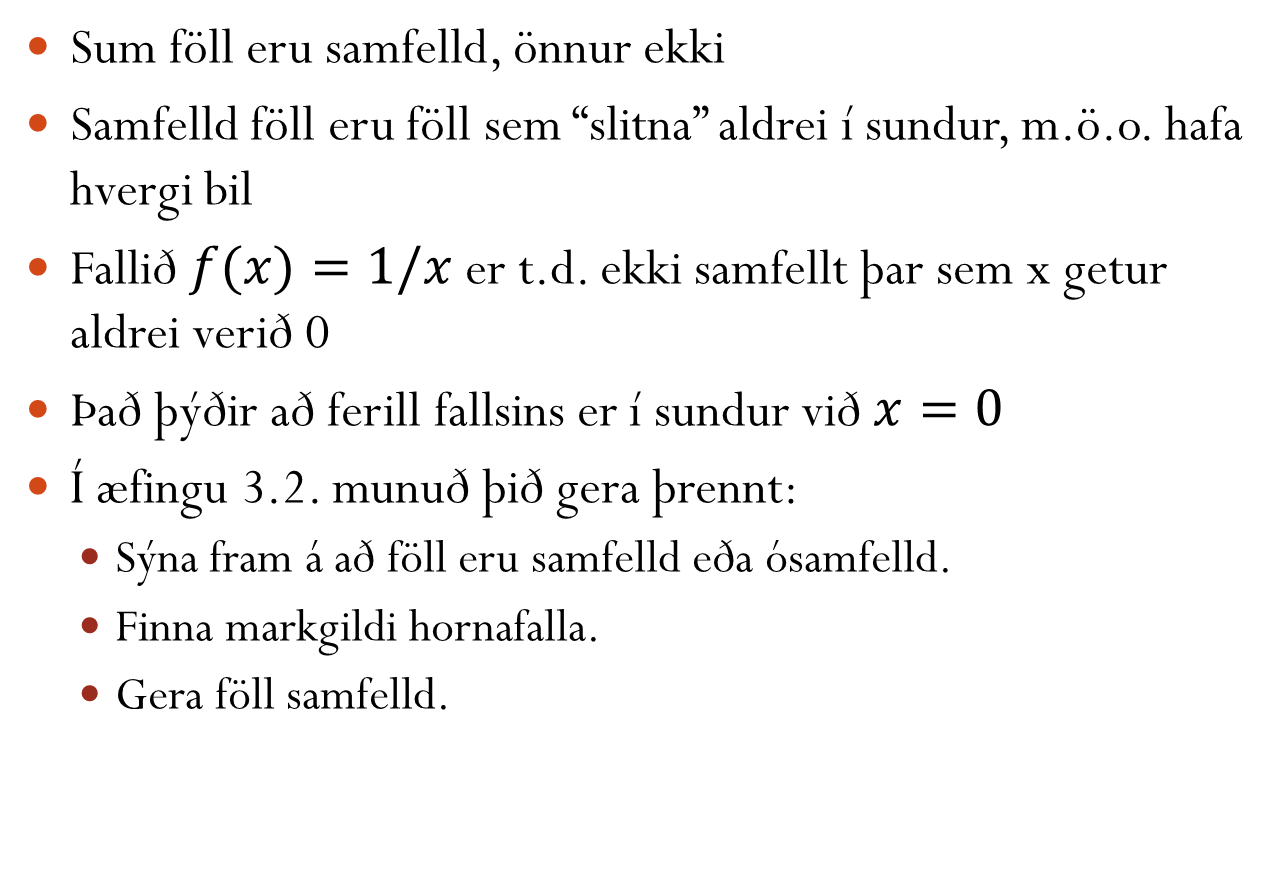 • Sum föll eru samfelld, önnur ekki
• Samfelld föll eru föll sem “slitna” aldrei í sundur, m.ö.o. hafa
hvergi bil
• Fallið f(x) = 1/x er t.d. ekki samfellt þar sem x getur
aldrei verið 0
• Það þýðir að ferill fallsins er í sundur við x = 0
• Í æfingu 3.2. munuð þið gera þrennt:
• Sýna fram á að föll eru samfelld eða ósamfelld.
• Finna markgildi hornafalla.
• Gera föll samfelld.